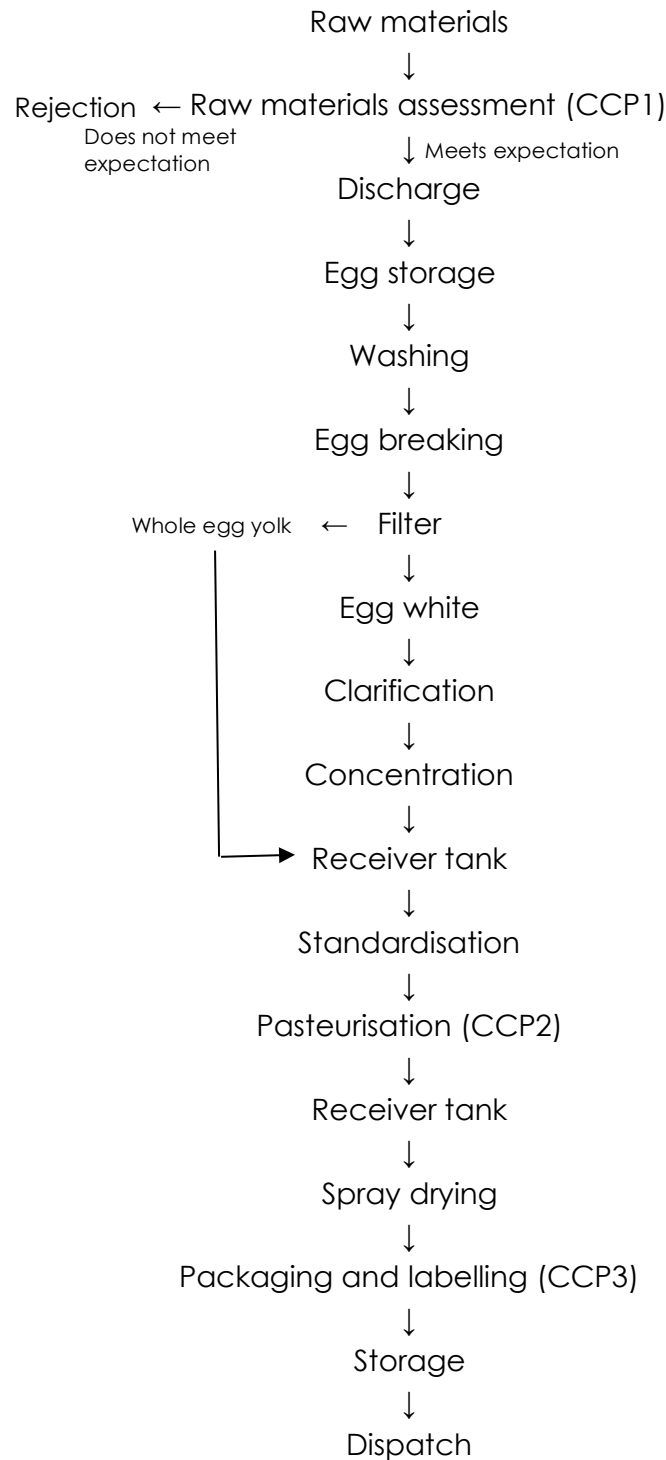 Raw materials
↓
Rejection ← Raw materials assessment (CCP1)
Does not meet
expectation
↓ Meets expectation
Discharge
↓
Egg storage
↓
Washing
↓
Egg breaking
↓
Whole egg yolk ← Filter
↓
Egg white
↓
Clarification
↓
Concentration
↓
Receiver tank
↓
Standardisation
↓
Pasteurisation (CCP2)
↓
Receiver tank
↓
Spray drying
↓
Packaging and labelling (CCP3)
↓
Storage
↓
Dispatch